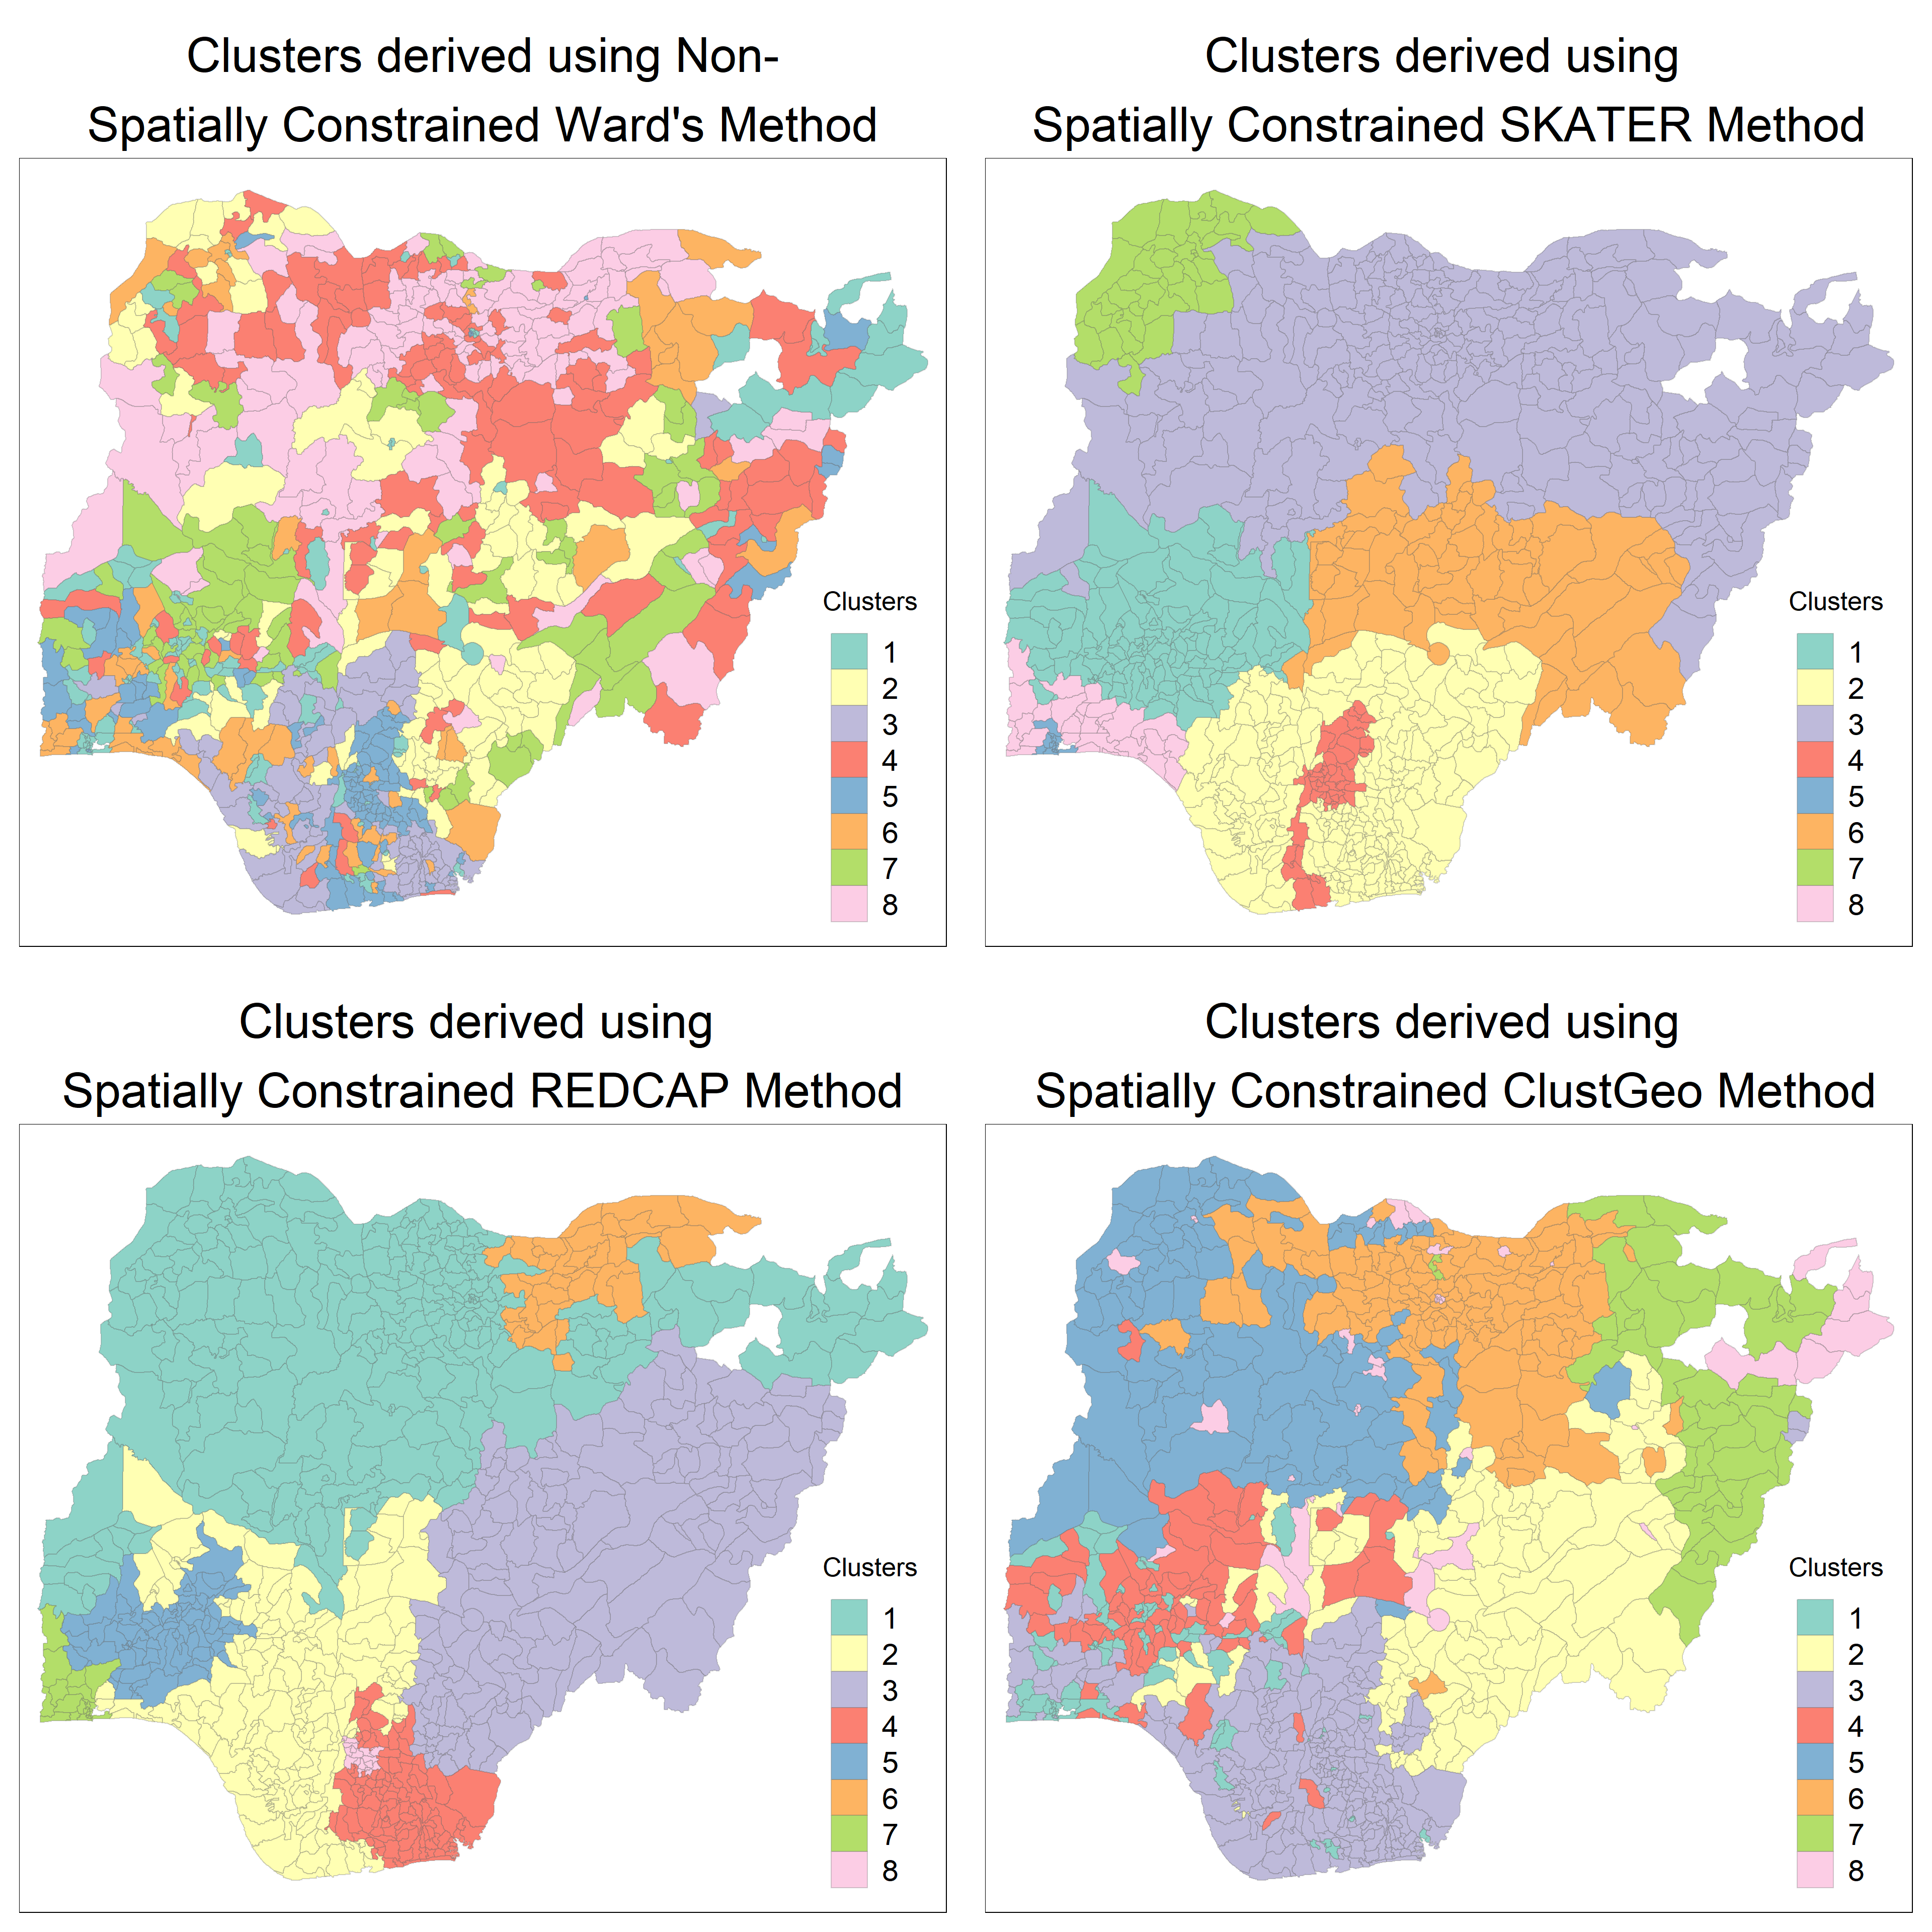 Clusters derived using Non-
Spatially Constrained Ward's Method
Clusters
1
2
3
4
5
6
7
8
Clusters derived using
Spatially Constrained SKATER Method
Clusters
1
2
3
4
5
6
7
8
Clusters derived using
Spatially Constrained REDCAP Method
Clusters
1
2
3
4
5
6
7
8
Clusters derived using
Spatially Constrained ClustGeo Method
Clusters
1
2
3
4
5
6
7
8